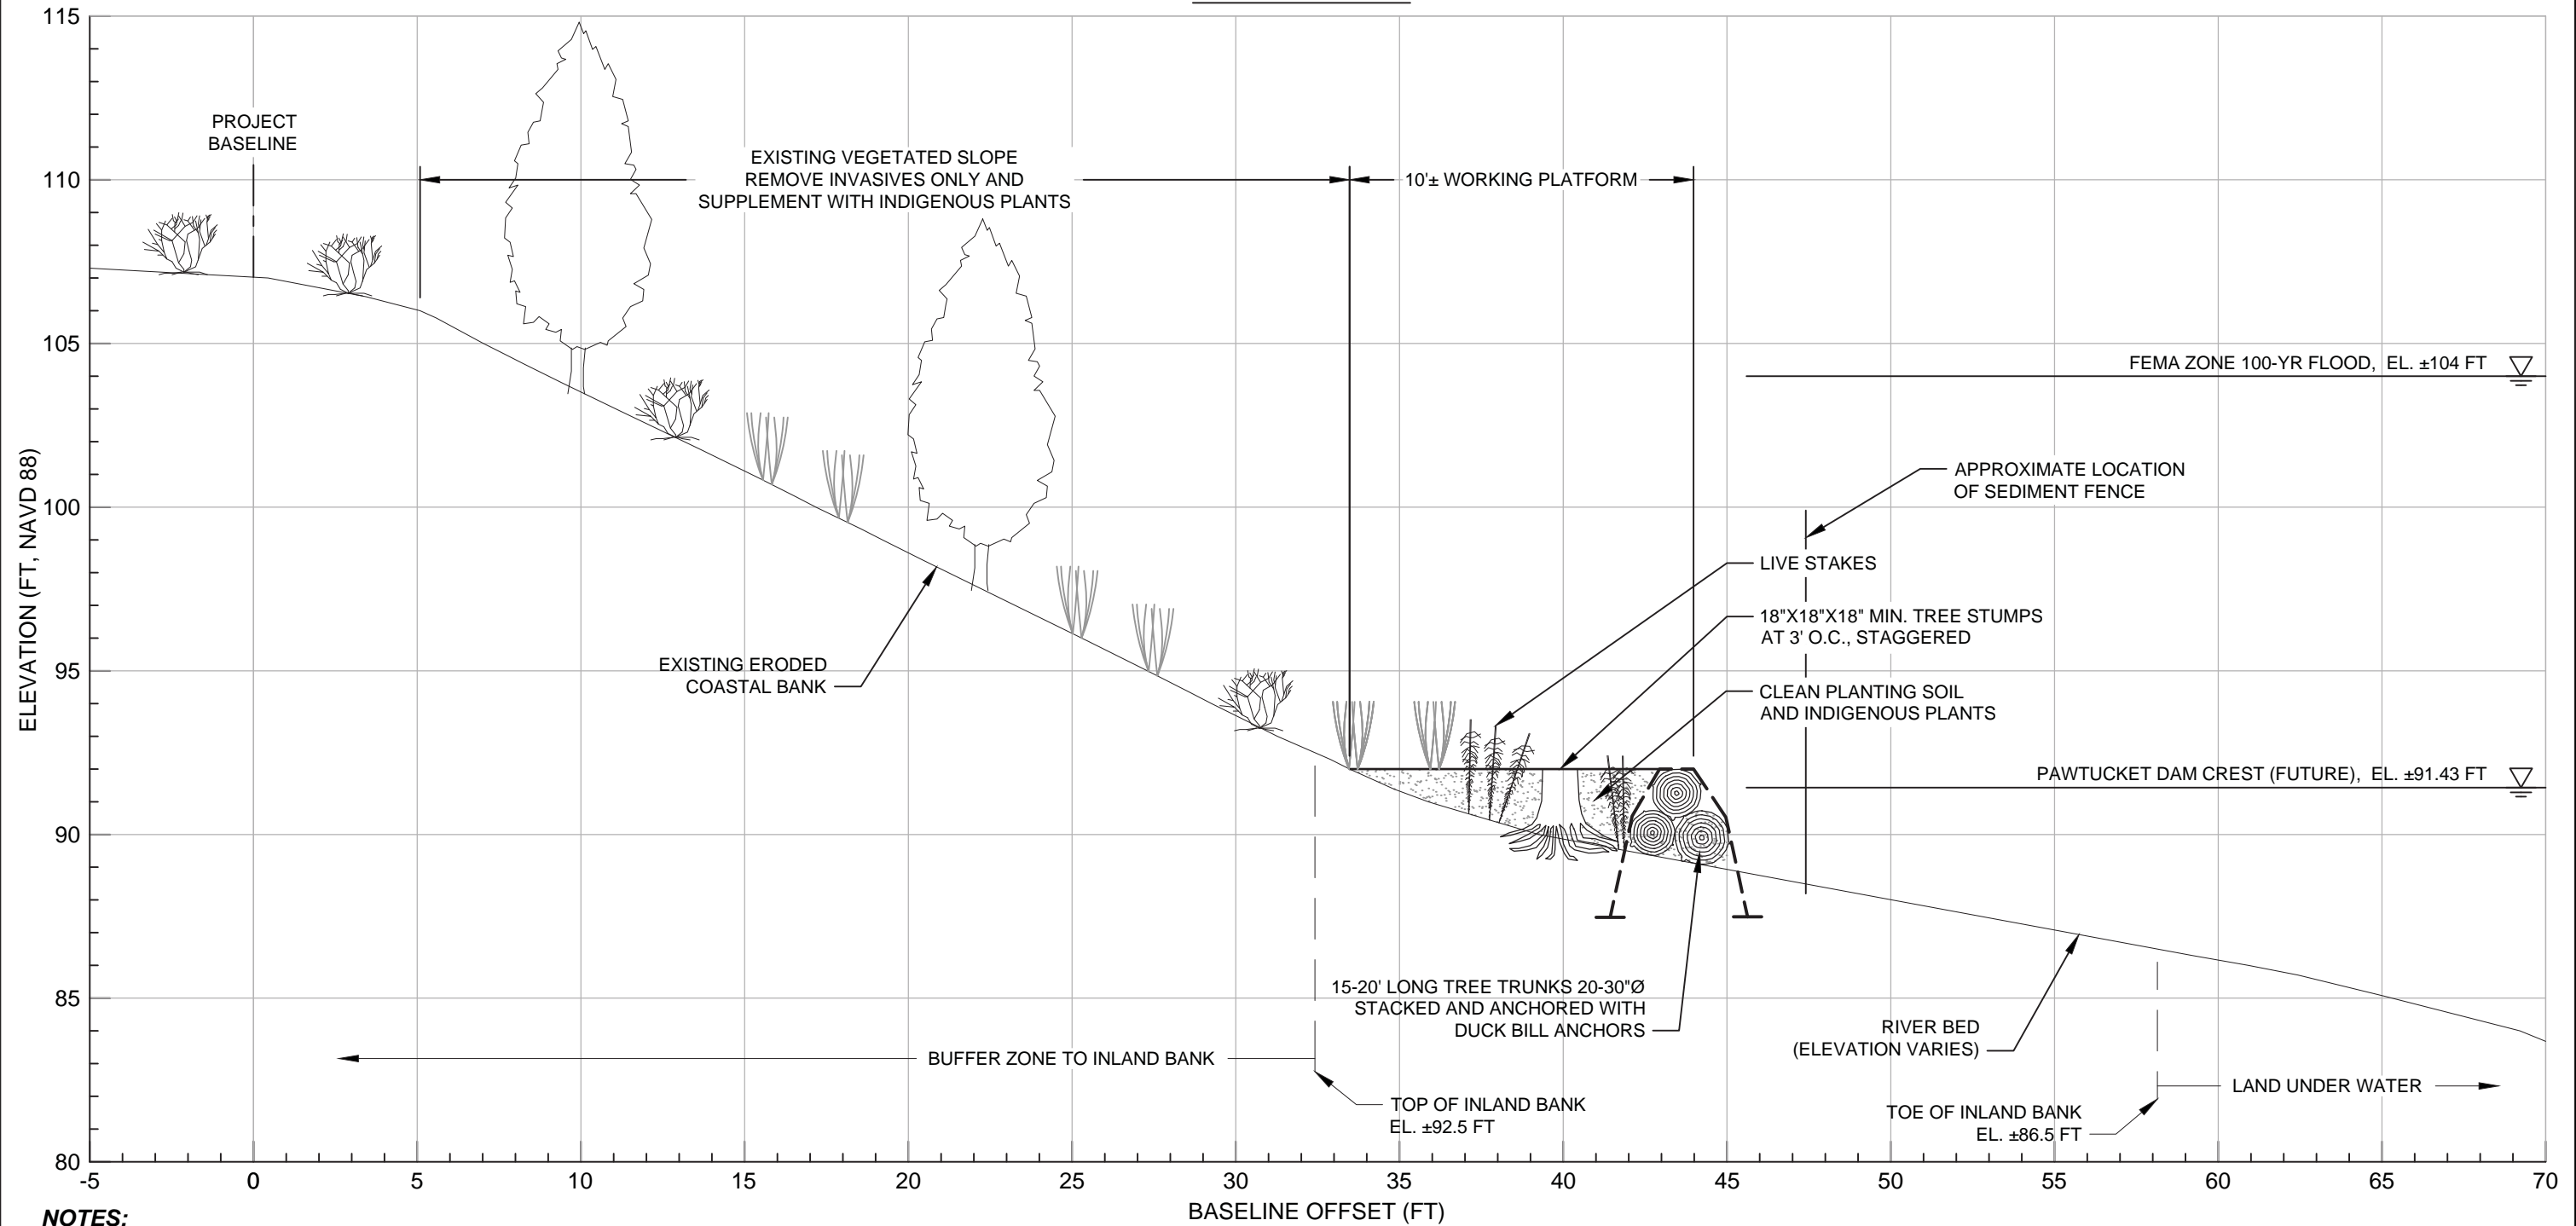 115
110
105
100
95
90
85
80
ELEVATION (FT, NAVD 88)
PROJECT
BASELINE
EXISTING VEGETATED SLOPE
REMOVE INVASIVES ONLY AND
SUPPLEMENT WITH INDIGENOUS PLANTS
10'± WORKING PLATFORM
FEMA ZONE 100-YR FLOOD, EL. ±104 FT
APPROXIMATE LOCATION
OF SEDIMENT FENCE
LIVE STAKES
18"X18"X18" MIN. TREE STUMPS
AT 3' O.C., STAGGERED
CLEAN PLANTING SOIL
AND INDIGENOUS PLANTS
EXISTING ERODED
COASTAL BANK
PAWTUCKET DAM CREST (FUTURE), EL. ±91.43 FT
15-20' LONG TREE TRUNKS 20-30"Ø
STACKED AND ANCHORED WITH
DUCK BILL ANCHORS
RIVER BED
(ELEVATION VARIES)
BUFFER ZONE TO INLAND BANK
LAND UNDER WATER
TOP OF INLAND BANK
EL. ±92.5 FT
TOE OF INLAND BANK
EL. ±86.5 FT
-5 0 5 10 15 20 25 30 35 40 45 50 55 60 65 70
BASELINE OFFSET (FT)
NOTES: